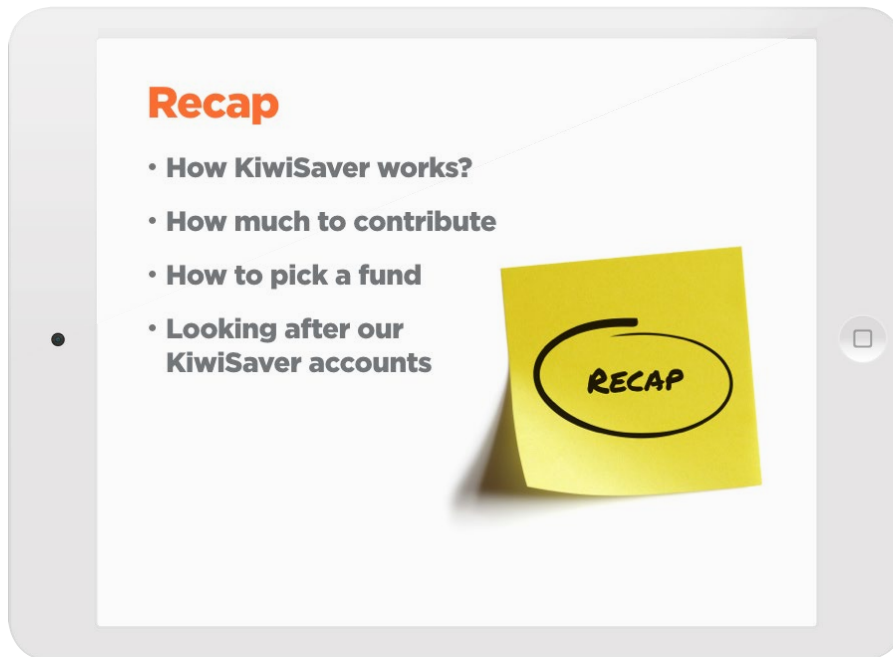 Recap
• How KiwiSaver works?
• How much to contribute
• How to pick a fund
• Looking after our
KiwiSaver accounts
RECAP